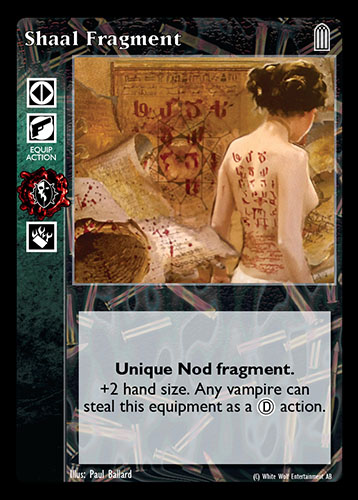 Shaal Fragment
EQUIP
ACTION
Unique Nod fragment.
+2 hand size. Any vampire can
steal this equipment as a Ⓓ action.
Illus: Paul Ballard
(C) White Wolf Entertainment AB